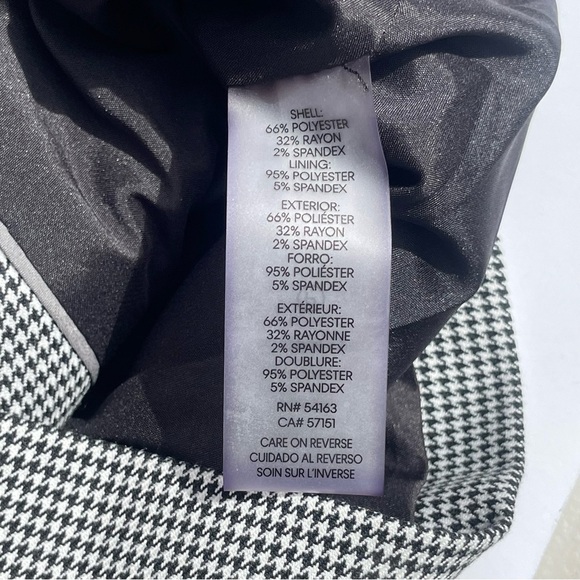 SHELL:
66% POLYESTER
32% RAYON
2% SPANDEX
LINING:
95% POLYESTER
5% SPANDEX
EXTERIOR:
66% POLIÉSTER
32% RAYON
2% SPANDEX
FORRO:
95% POLIÉSTER
5% SPANDEX
EXTÉRIEUR:
66% POLYESTER
32% RAYONNE
2% SPANDEX
DOUBLURE:
95% POLYESTER
5% SPANDEX
RN# 54163
CA# 57151
CARE ON REVERSE
CUIDADO AL REVERSO
SOIN SUR L'INVERSE